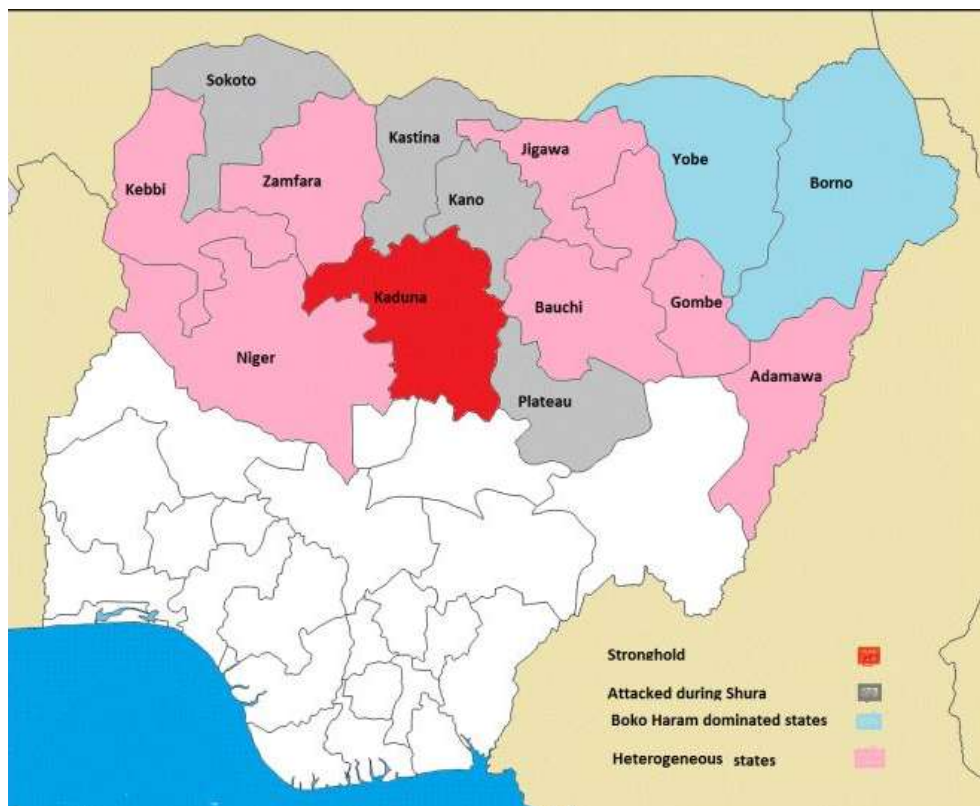 Sokoto
Kastina
Jigawa
Yobe
Borno
Kebbi
Zamfara
Kano
Kaduna
Bauchi
Gombe
Niger
Adamawa
Plateau
Stronghold
Attacked during Shura
Boko Haram dominated states
Heterogeneous states